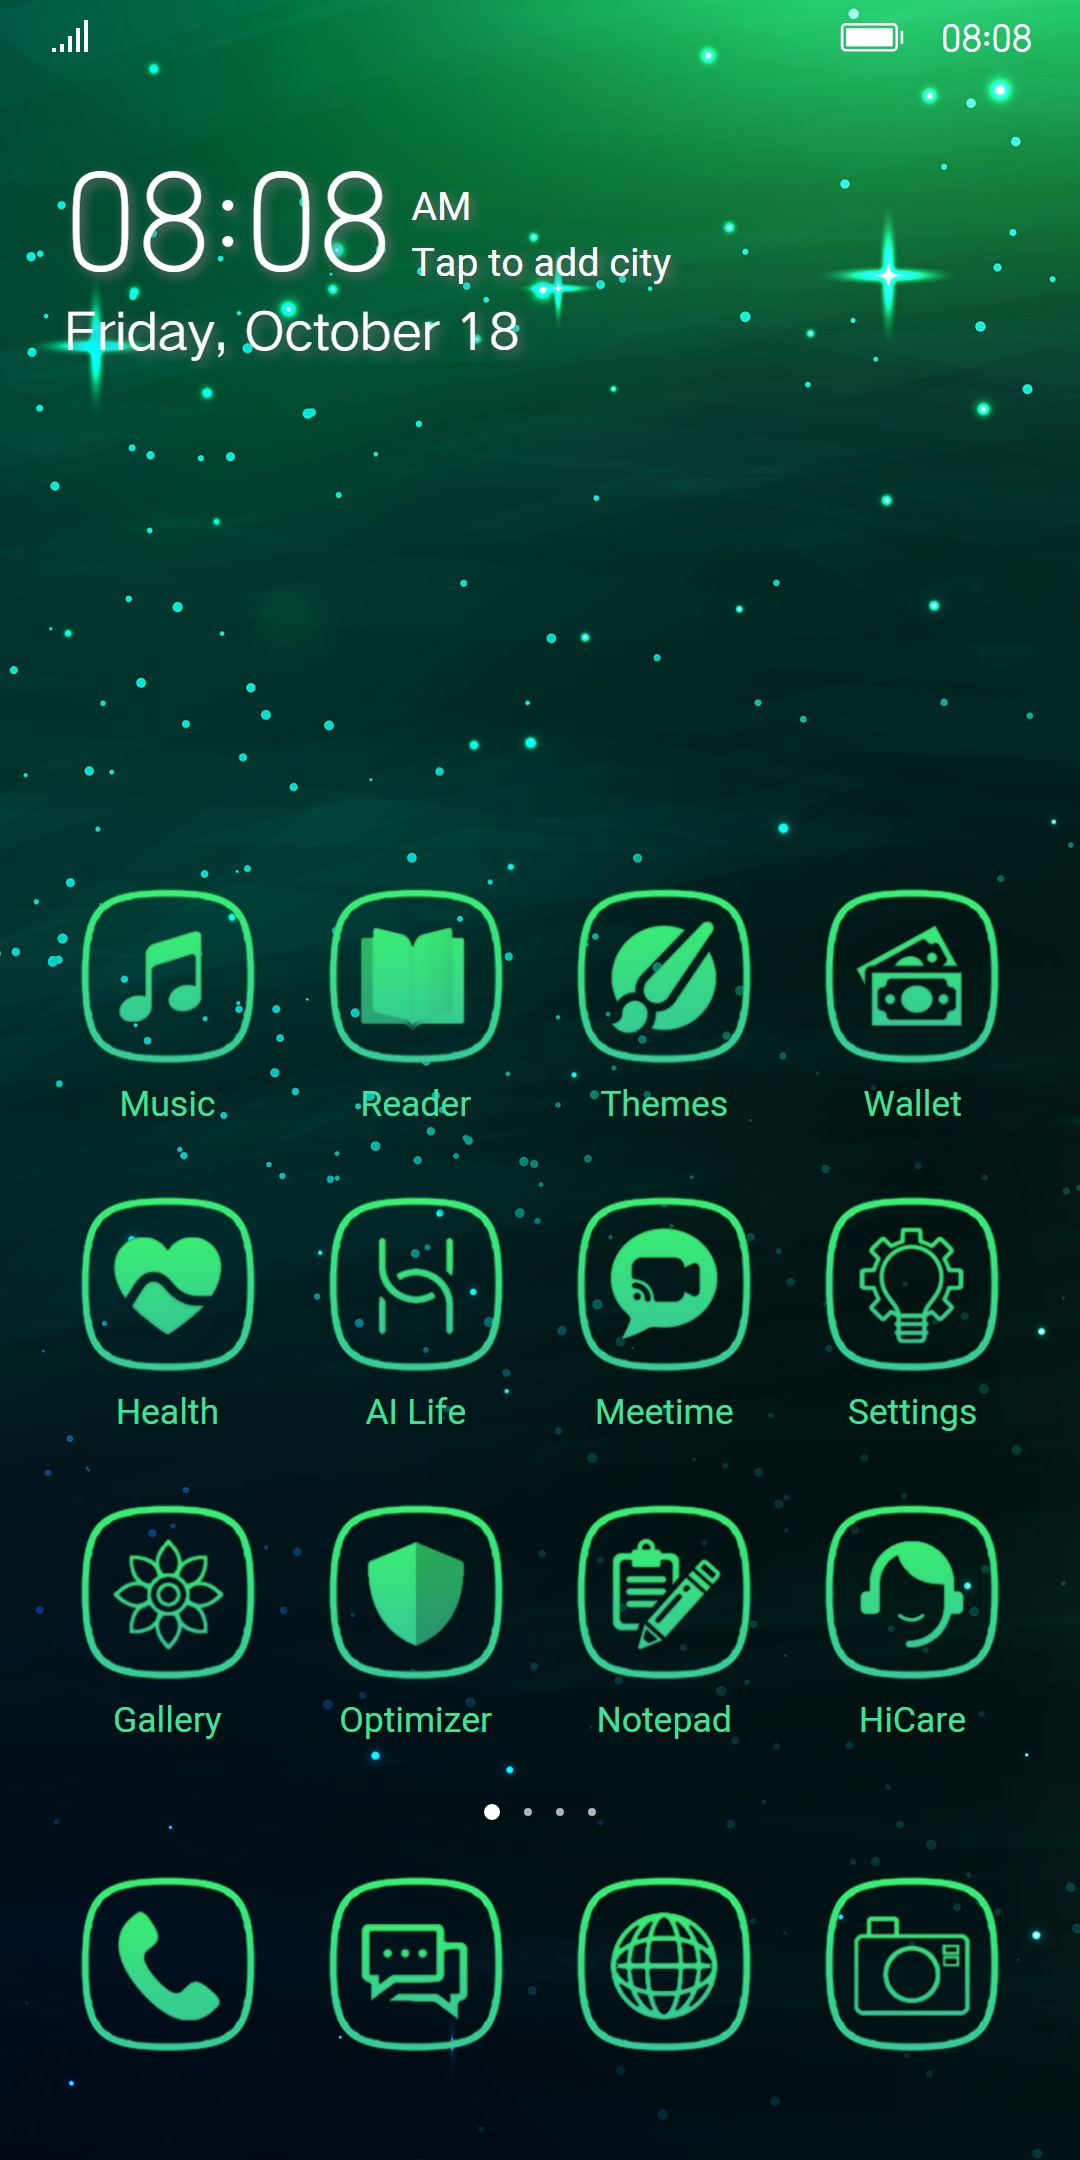 08:08
08:08 AM
Tap to add city
Friday, October 18
Music Reader Themes Wallet
Health AI Life Meetime Settings
Gallery Optimizer Notepad HiCare